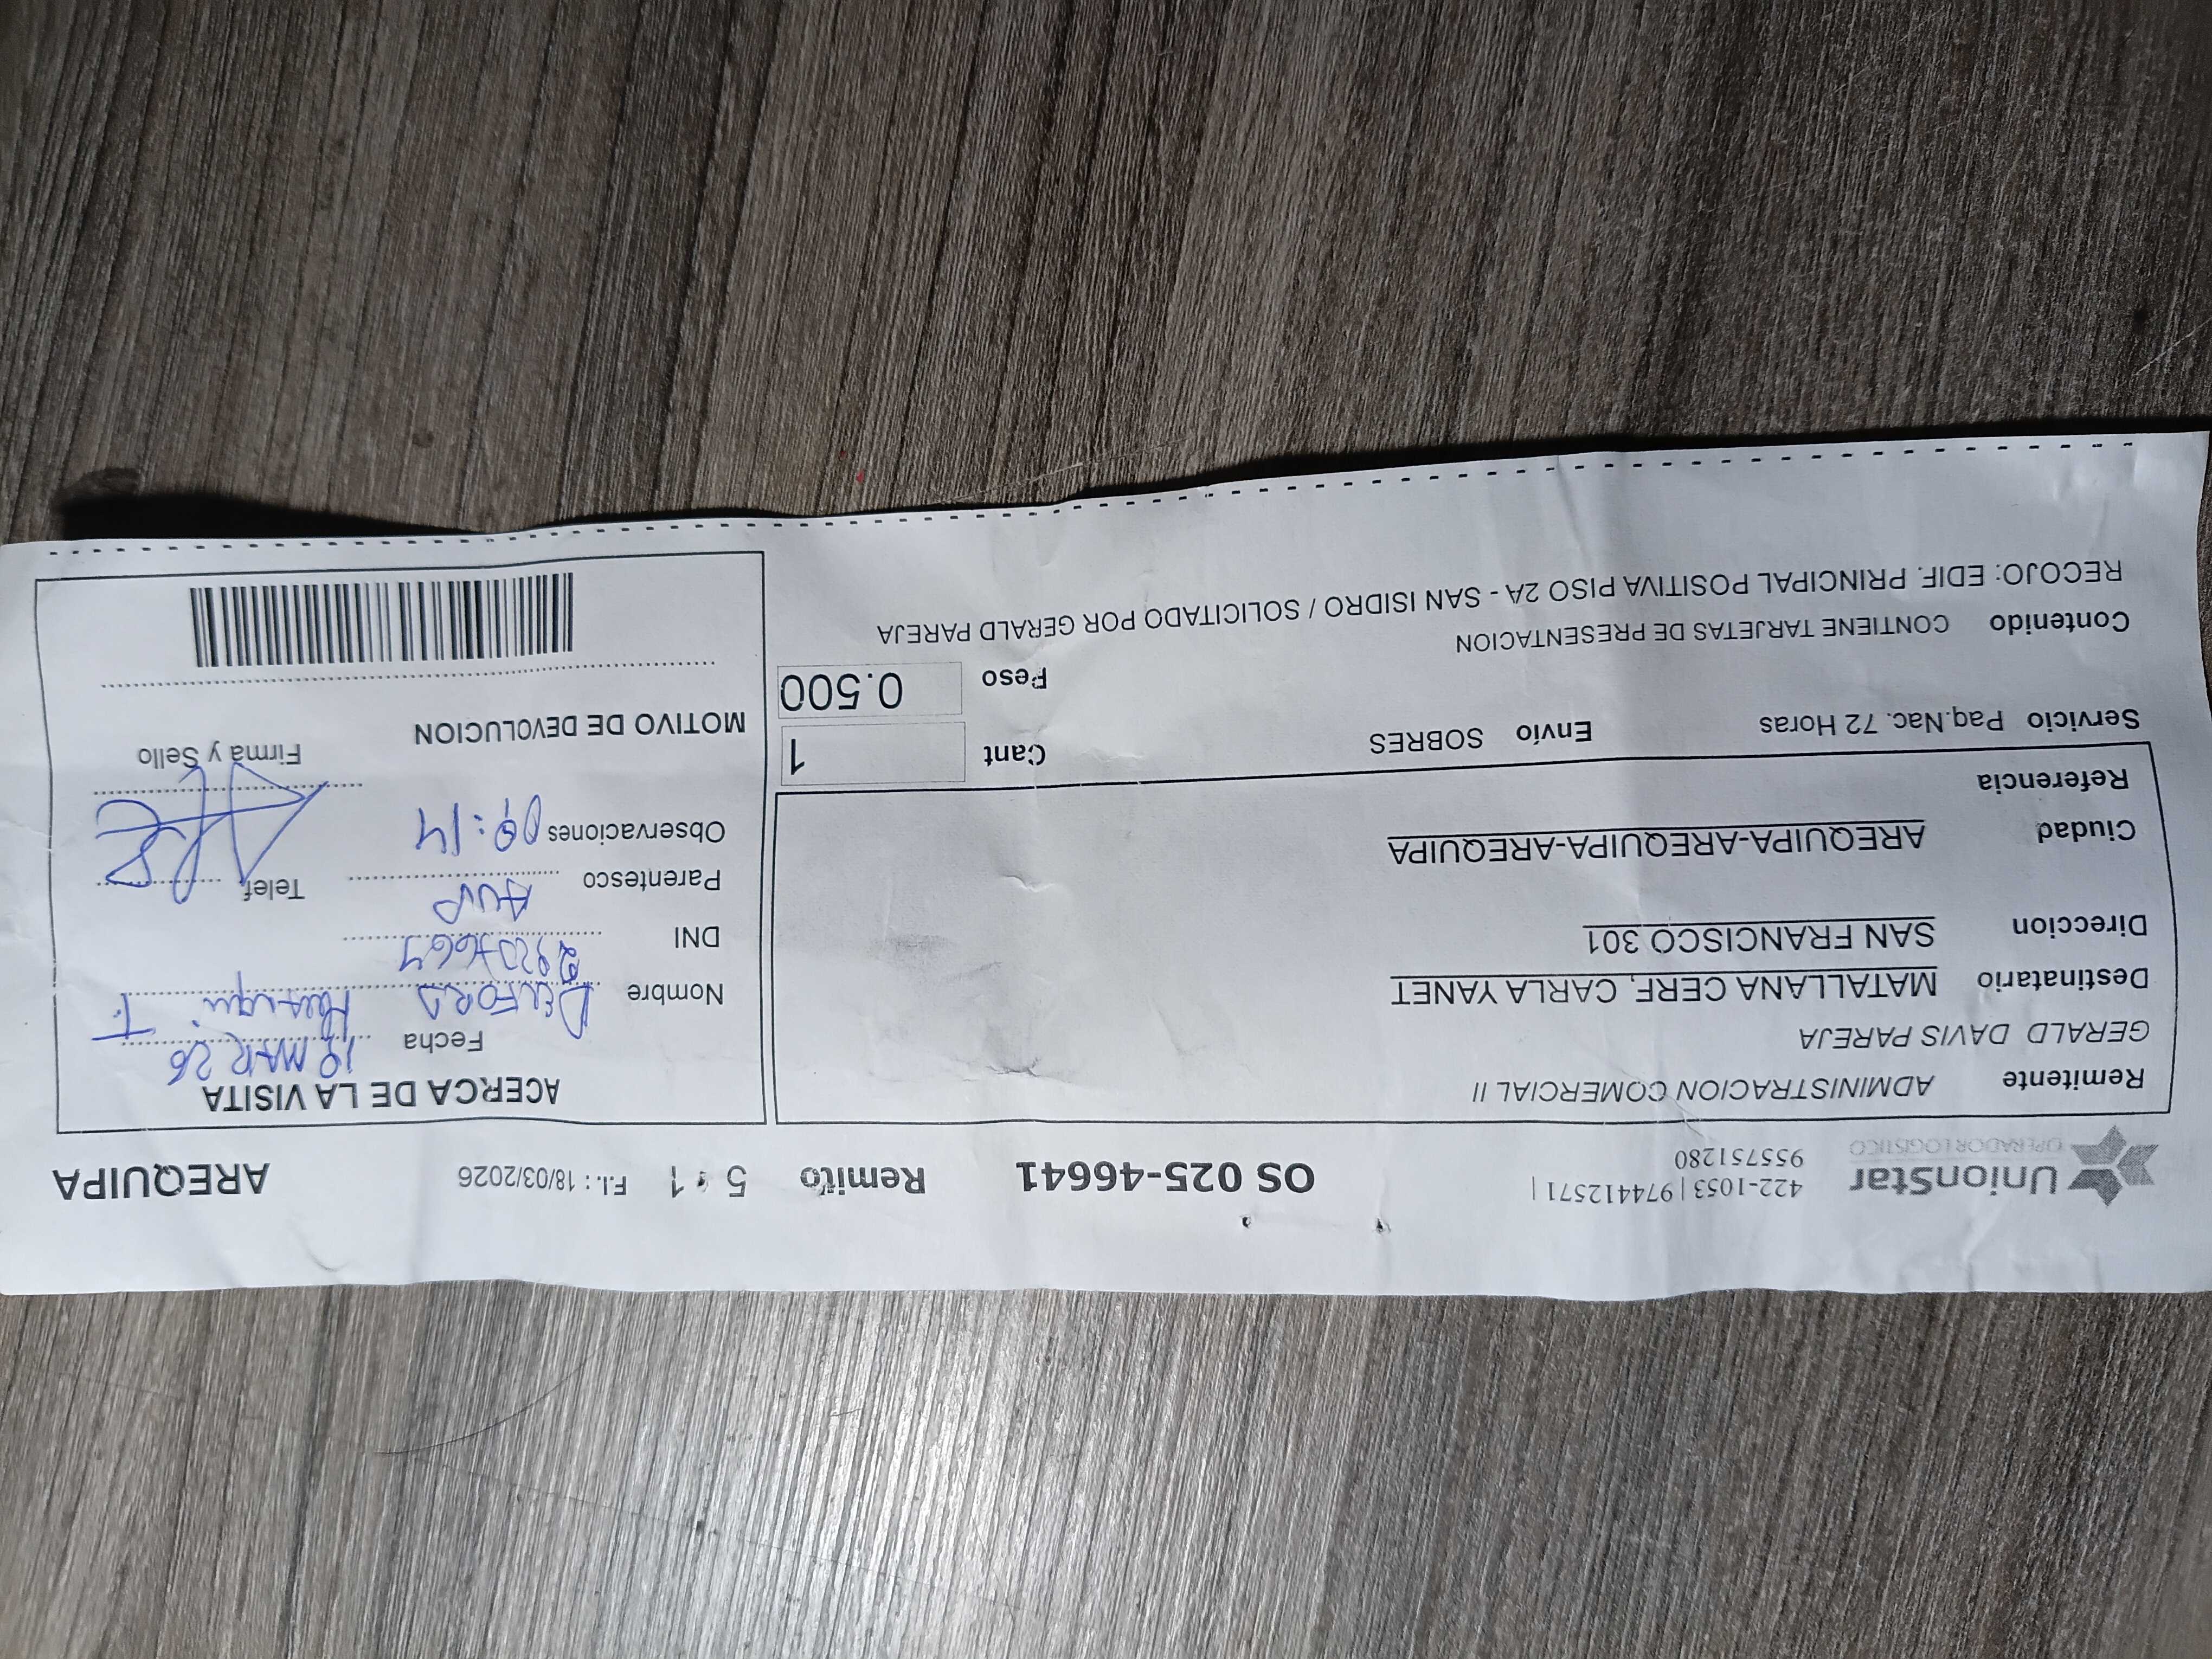 UnionStar
OPERADOR LOGISTICO
422-1053 | 974412571 |
955751280
OS 025-46641
Remito 5 1
F.I.: 18/03/2026
AREQUIPA
Remitente ADMINISTRACION COMERCIAL II
GERALD DAVIS PAREJA
Destinatario MATALLANA CERF, CARLA YANET
Direccion SAN FRANCISCO 301
Ciudad AREQUIPA-AREQUIPA-AREQUIPA
Referencia
Servicio Paq.Nac. 72 Horas Envío SOBRES Cant 1
Peso 0.500
Contenido CONTIENE TARJETAS DE PRESENTACION
RECOJO: EDIF. PRINCIPAL POSITIVA PISO 2A - SAN ISIDRO / SOLICITADO POR GERALD PAREJA
ACERCA DE LA VISITA
Fecha MAR 26
Nombre T.
DNI
Parentesco Telef
Observaciones
Firma y Sello
MOTIVO DE DEVOLUCION